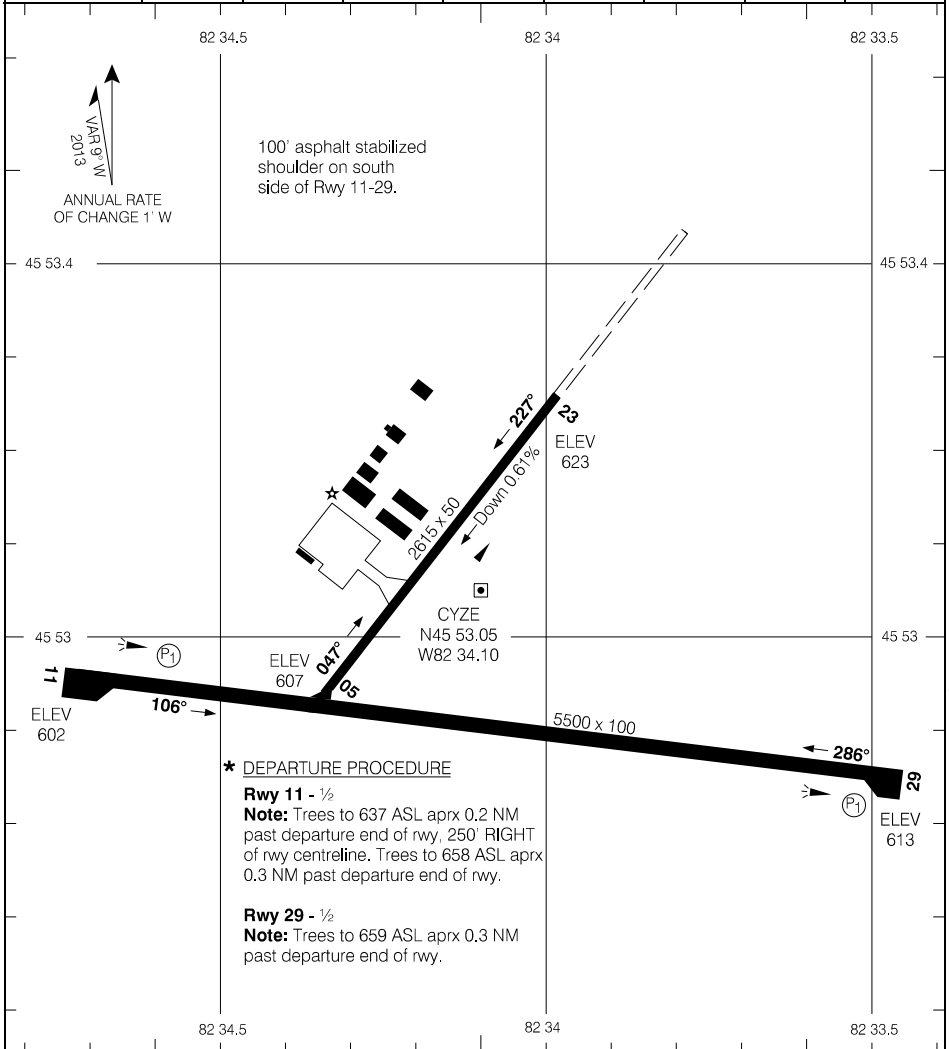 82 34.5
82 34
82 33.5
VAR 9° W
2013
ANNUAL RATE
OF CHANGE 1' W
100' asphalt stabilized
shoulder on south
side of Rwy 11-29.
45 53.4
45 53.4
227°
23
ELEV
623
Down 0.61%
2615 x 50
CYZE
N45 53.05
W82 34.10
45 53
45 53
P1
047°
05
ELEV
607
11
ELEV
602
106°
5500 x 100
286°
29
P1
ELEV
613
* DEPARTURE PROCEDURE
Rwy 11 - ½
Note: Trees to 637 ASL aprx 0.2 NM
past departure end of rwy, 250' RIGHT
of rwy centreline. Trees to 658 ASL aprx
0.3 NM past departure end of rwy.
Rwy 29 - ½
Note: Trees to 659 ASL aprx 0.3 NM
past departure end of rwy.
82 34.5
82 34
82 33.5